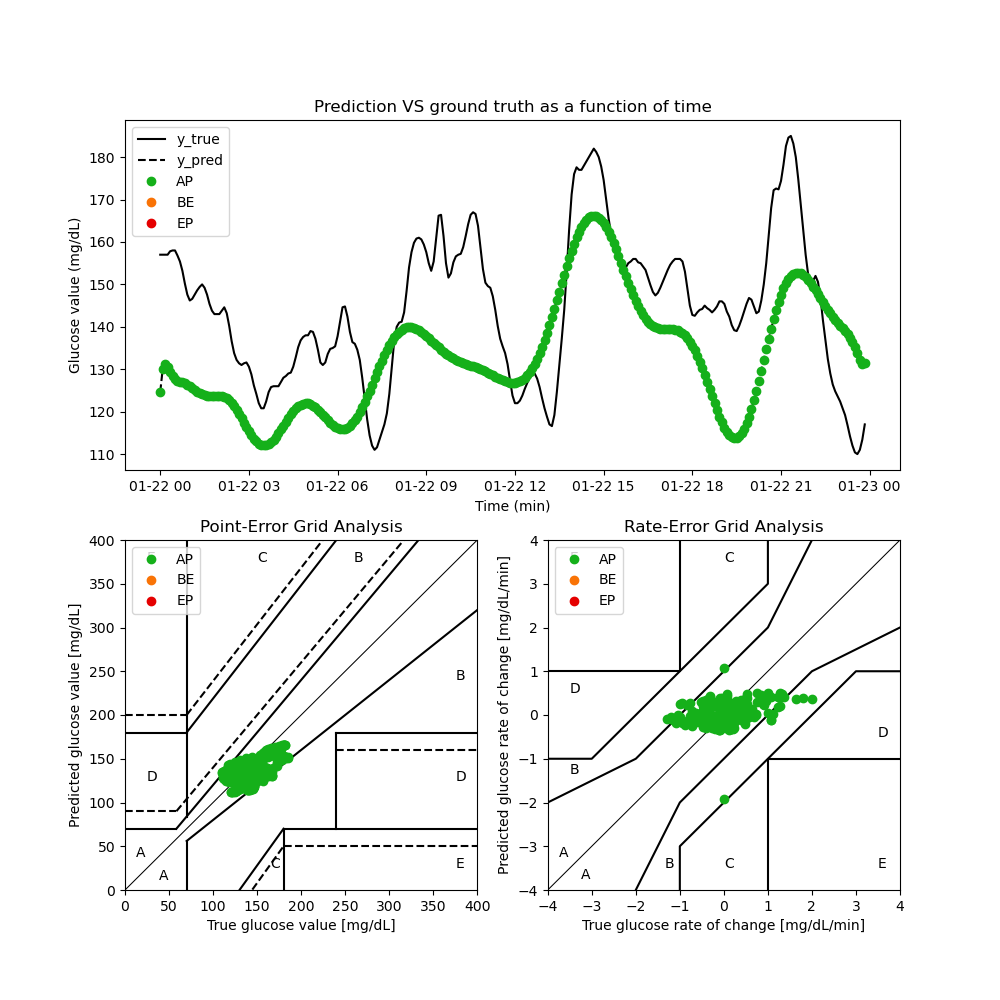 Prediction VS ground truth as a function of time
y_true
y_pred
AP
BE
EP
Glucose value (mg/dL)
180
170
160
150
140
130
120
110
01-22 00 01-22 03 01-22 06 01-22 09 01-22 12 01-22 15 01-22 18 01-22 21 01-23 00
Time (min)
Point-Error Grid Analysis
AP
BE
EP
C
B
B
D
D
A
A
C
E
Predicted glucose value [mg/dL]
400
350
300
250
200
150
100
50
0
0 50 100 150 200 250 300 350 400
True glucose value [mg/dL]
Rate-Error Grid Analysis
AP
BE
EP
C
D
D
B
A
A
B
C
E
Predicted glucose rate of change [mg/dL/min]
4
3
2
1
0
−1
−2
−3
−4
−4 −3 −2 −1 0 1 2 3 4
True glucose rate of change [mg/dL/min]